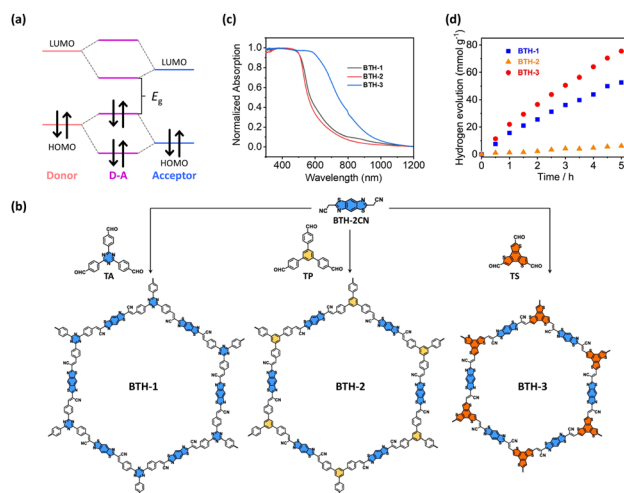 (a)
LUMO
LUMO
Eg
HOMO
HOMO
Donor
D-A
Acceptor
(c)
Normalized Absorption
1.0
0.8
0.6
0.4
0.2
0.0
BTH-1
BTH-2
BTH-3
400
600
800
1000
1200
Wavelength (nm)
(d)
Hydrogen evolution (mmol g⁻¹)
80
60
40
20
0
BTH-1
BTH-2
BTH-3
0
1
2
3
4
5
Time / h
(b)
NC
CN
BTH-2CN
CHO
OHC
CHO
TA
CHO
OHC
CHO
TP
CHO
OHC
CHO
TS
BTH-1
BTH-2
BTH-3